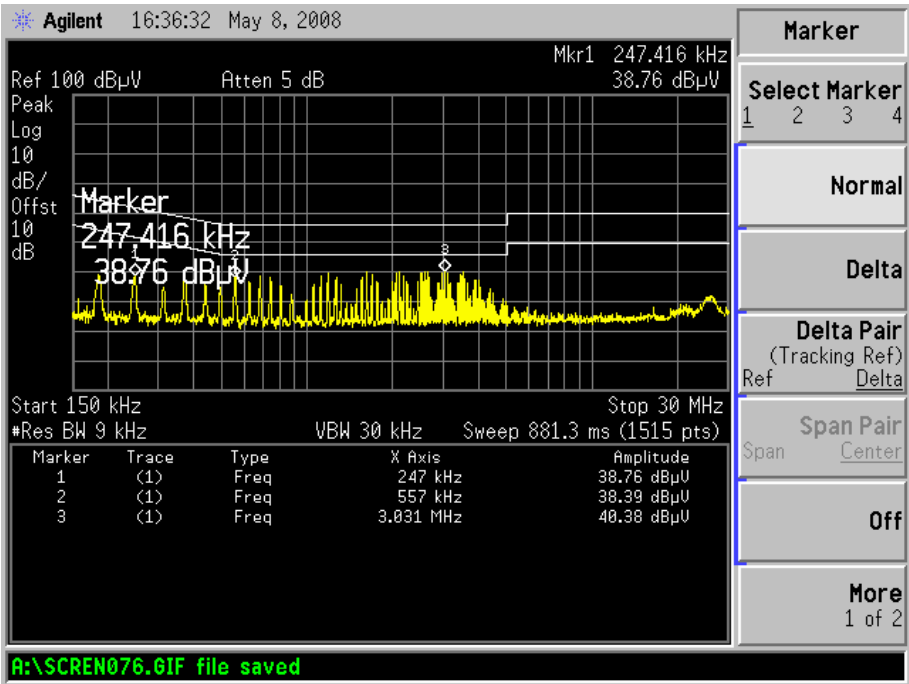 Agilent 16:36:32 May 8, 2008
Mkr1 247.416 kHz
Ref 100 dBµV Atten 5 dB 38.76 dBµV
Peak
Log
10
dB/
Offst
10
dB
Marker
247.416 kHz
38.76 dBµV
1
2
3
Start 150 kHz Stop 30 MHz
#Res BW 9 kHz VBW 30 kHz Sweep 881.3 ms (1515 pts)
Marker Trace Type X Axis Amplitude
1 (1) Freq 247 kHz 38.76 dBµV
2 (1) Freq 557 kHz 38.39 dBµV
3 (1) Freq 3.031 MHz 40.38 dBµV
A:\SCREN076.GIF file saved
Marker
Select Marker
1 2 3 4
Normal
Delta
Delta Pair
(Tracking Ref)
Ref Delta
Span Pair
Span Center
Off
More
1 of 2